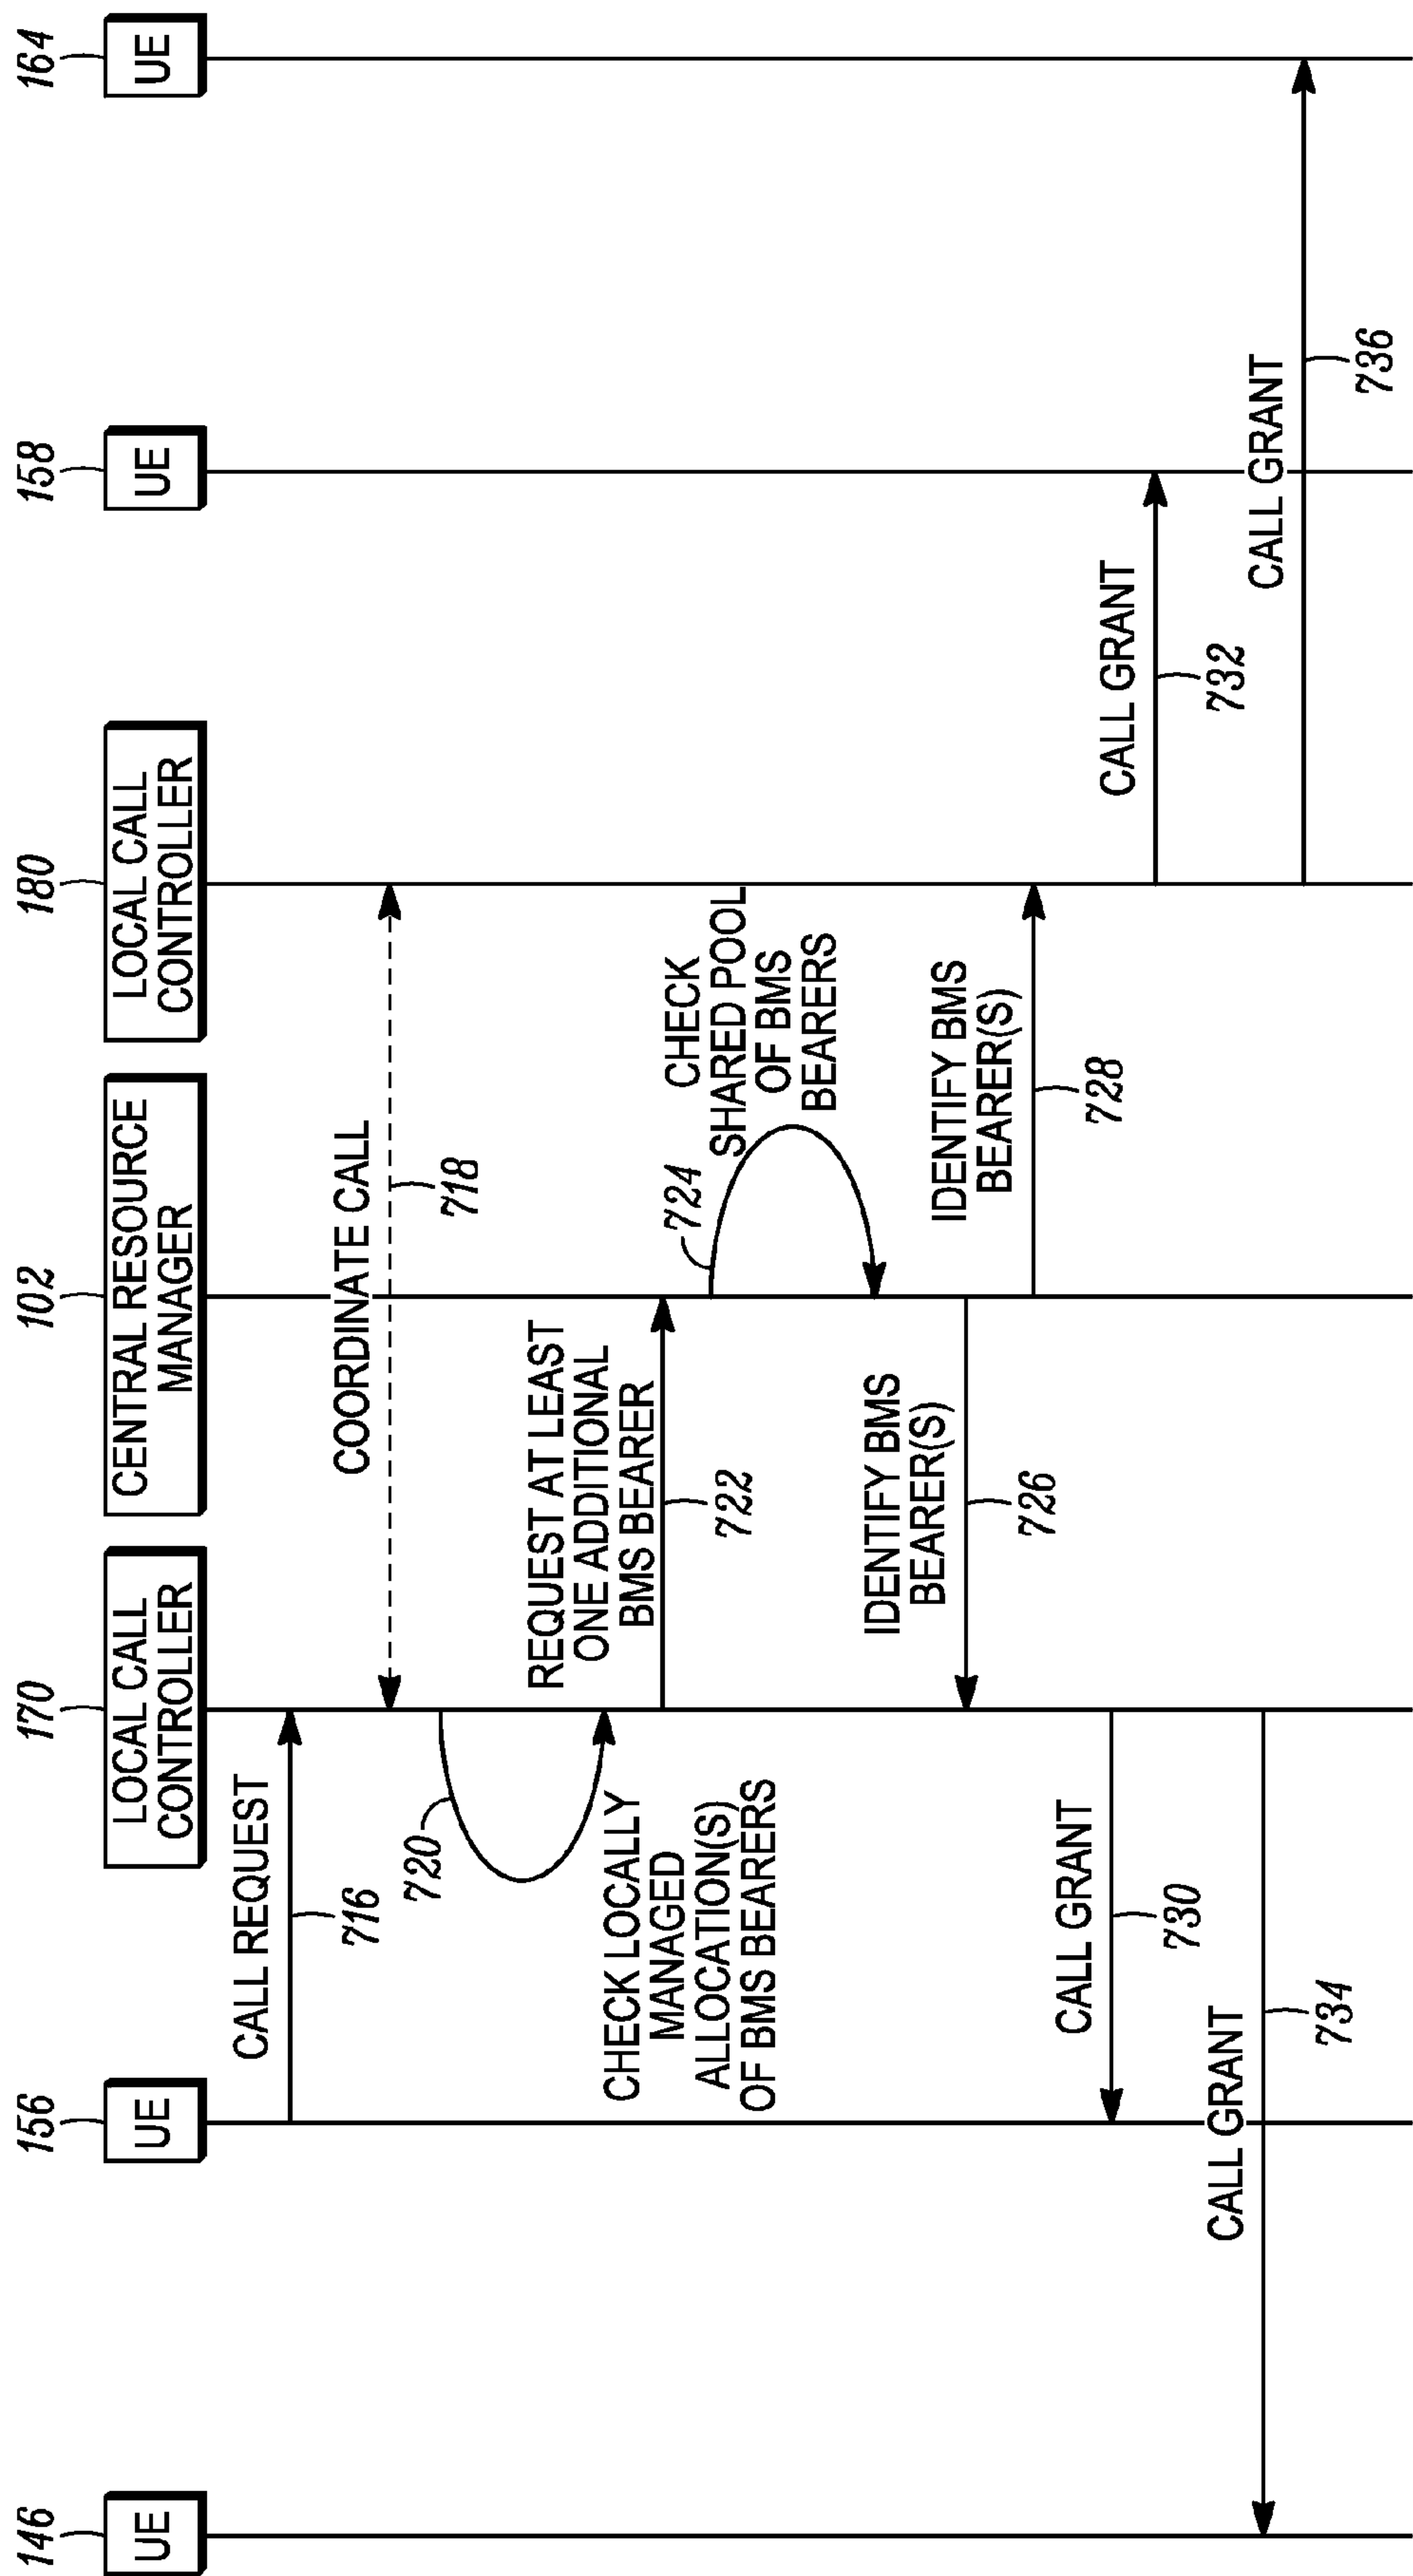 146
156
170
102
180
158
164
UE
UE
LOCAL CALL
CONTROLLER
CENTRAL RESOURCE
MANAGER
LOCAL CALL
CONTROLLER
UE
UE
CALL REQUEST
716
COORDINATE CALL
718
720
CHECK LOCALLY
MANAGED
ALLOCATION(S)
OF BMS BEARERS
REQUEST AT LEAST
ONE ADDITIONAL
BMS BEARER
722
724
CHECK
SHARED POOL
OF BMS
BEARERS
IDENTIFY BMS
BEARER(S)
726
IDENTIFY BMS
BEARER(S)
728
CALL GRANT
730
CALL GRANT
732
CALL GRANT
734
CALL GRANT
736